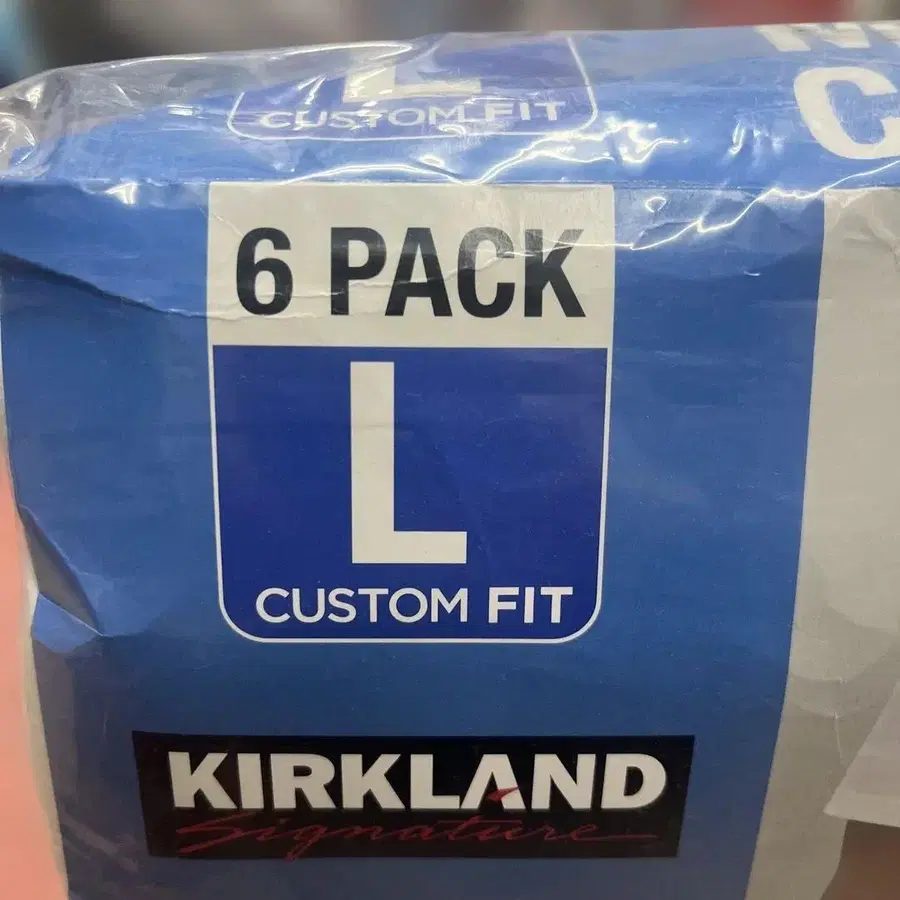 L
CUSTOM FIT
C
6 PACK
L
CUSTOM FIT
KIRKLAND
Signature